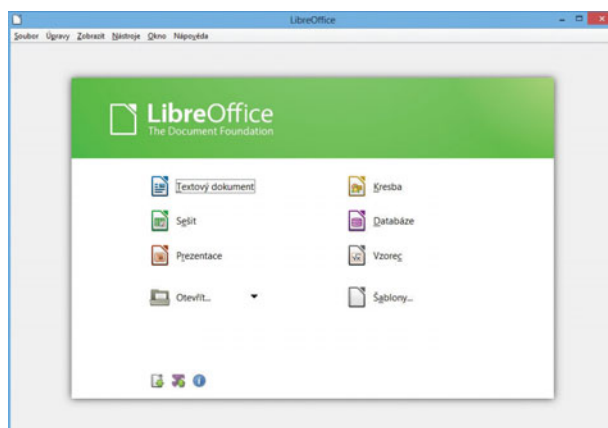 LibreOffice
Soubor Úpravy Zobrazit Nástroje Okno Nápověda
LibreOffice
The Document Foundation
Textový dokument
Kresba
Sešit
Databáze
Prezentace
Vzorec
Otevřít...
Šablony...